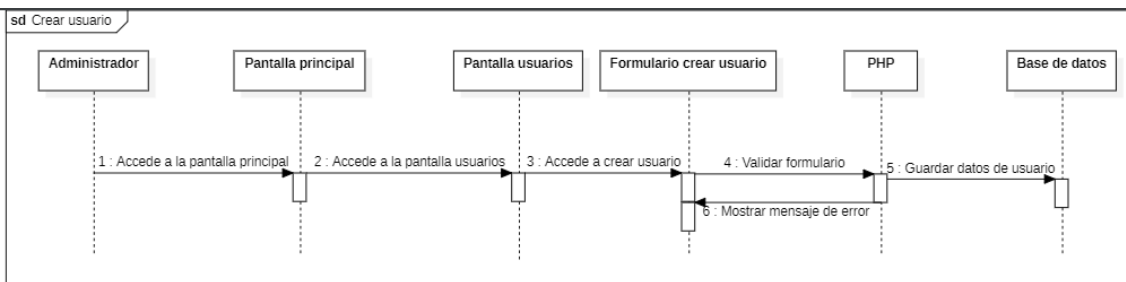 sd Crear usuario
Administrador
Pantalla principal
Pantalla usuarios
Formulario crear usuario
PHP
Base de datos
1 : Accede a la pantalla principal
2 : Accede a la pantalla usuarios
3 : Accede a crear usuario
4 : Validar formulario
5 : Guardar datos de usuario
6 : Mostrar mensaje de error